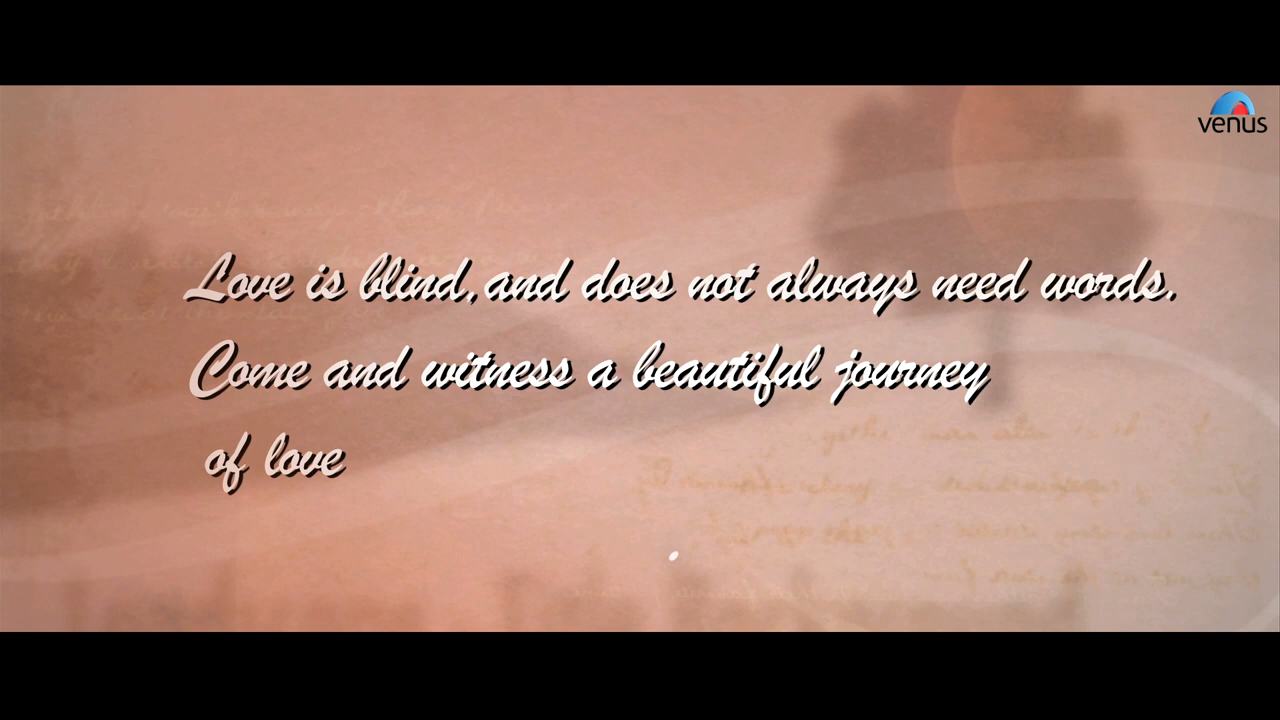 venus
Love is blind,and does not always need words.
Come and witness a beautiful journey
of love